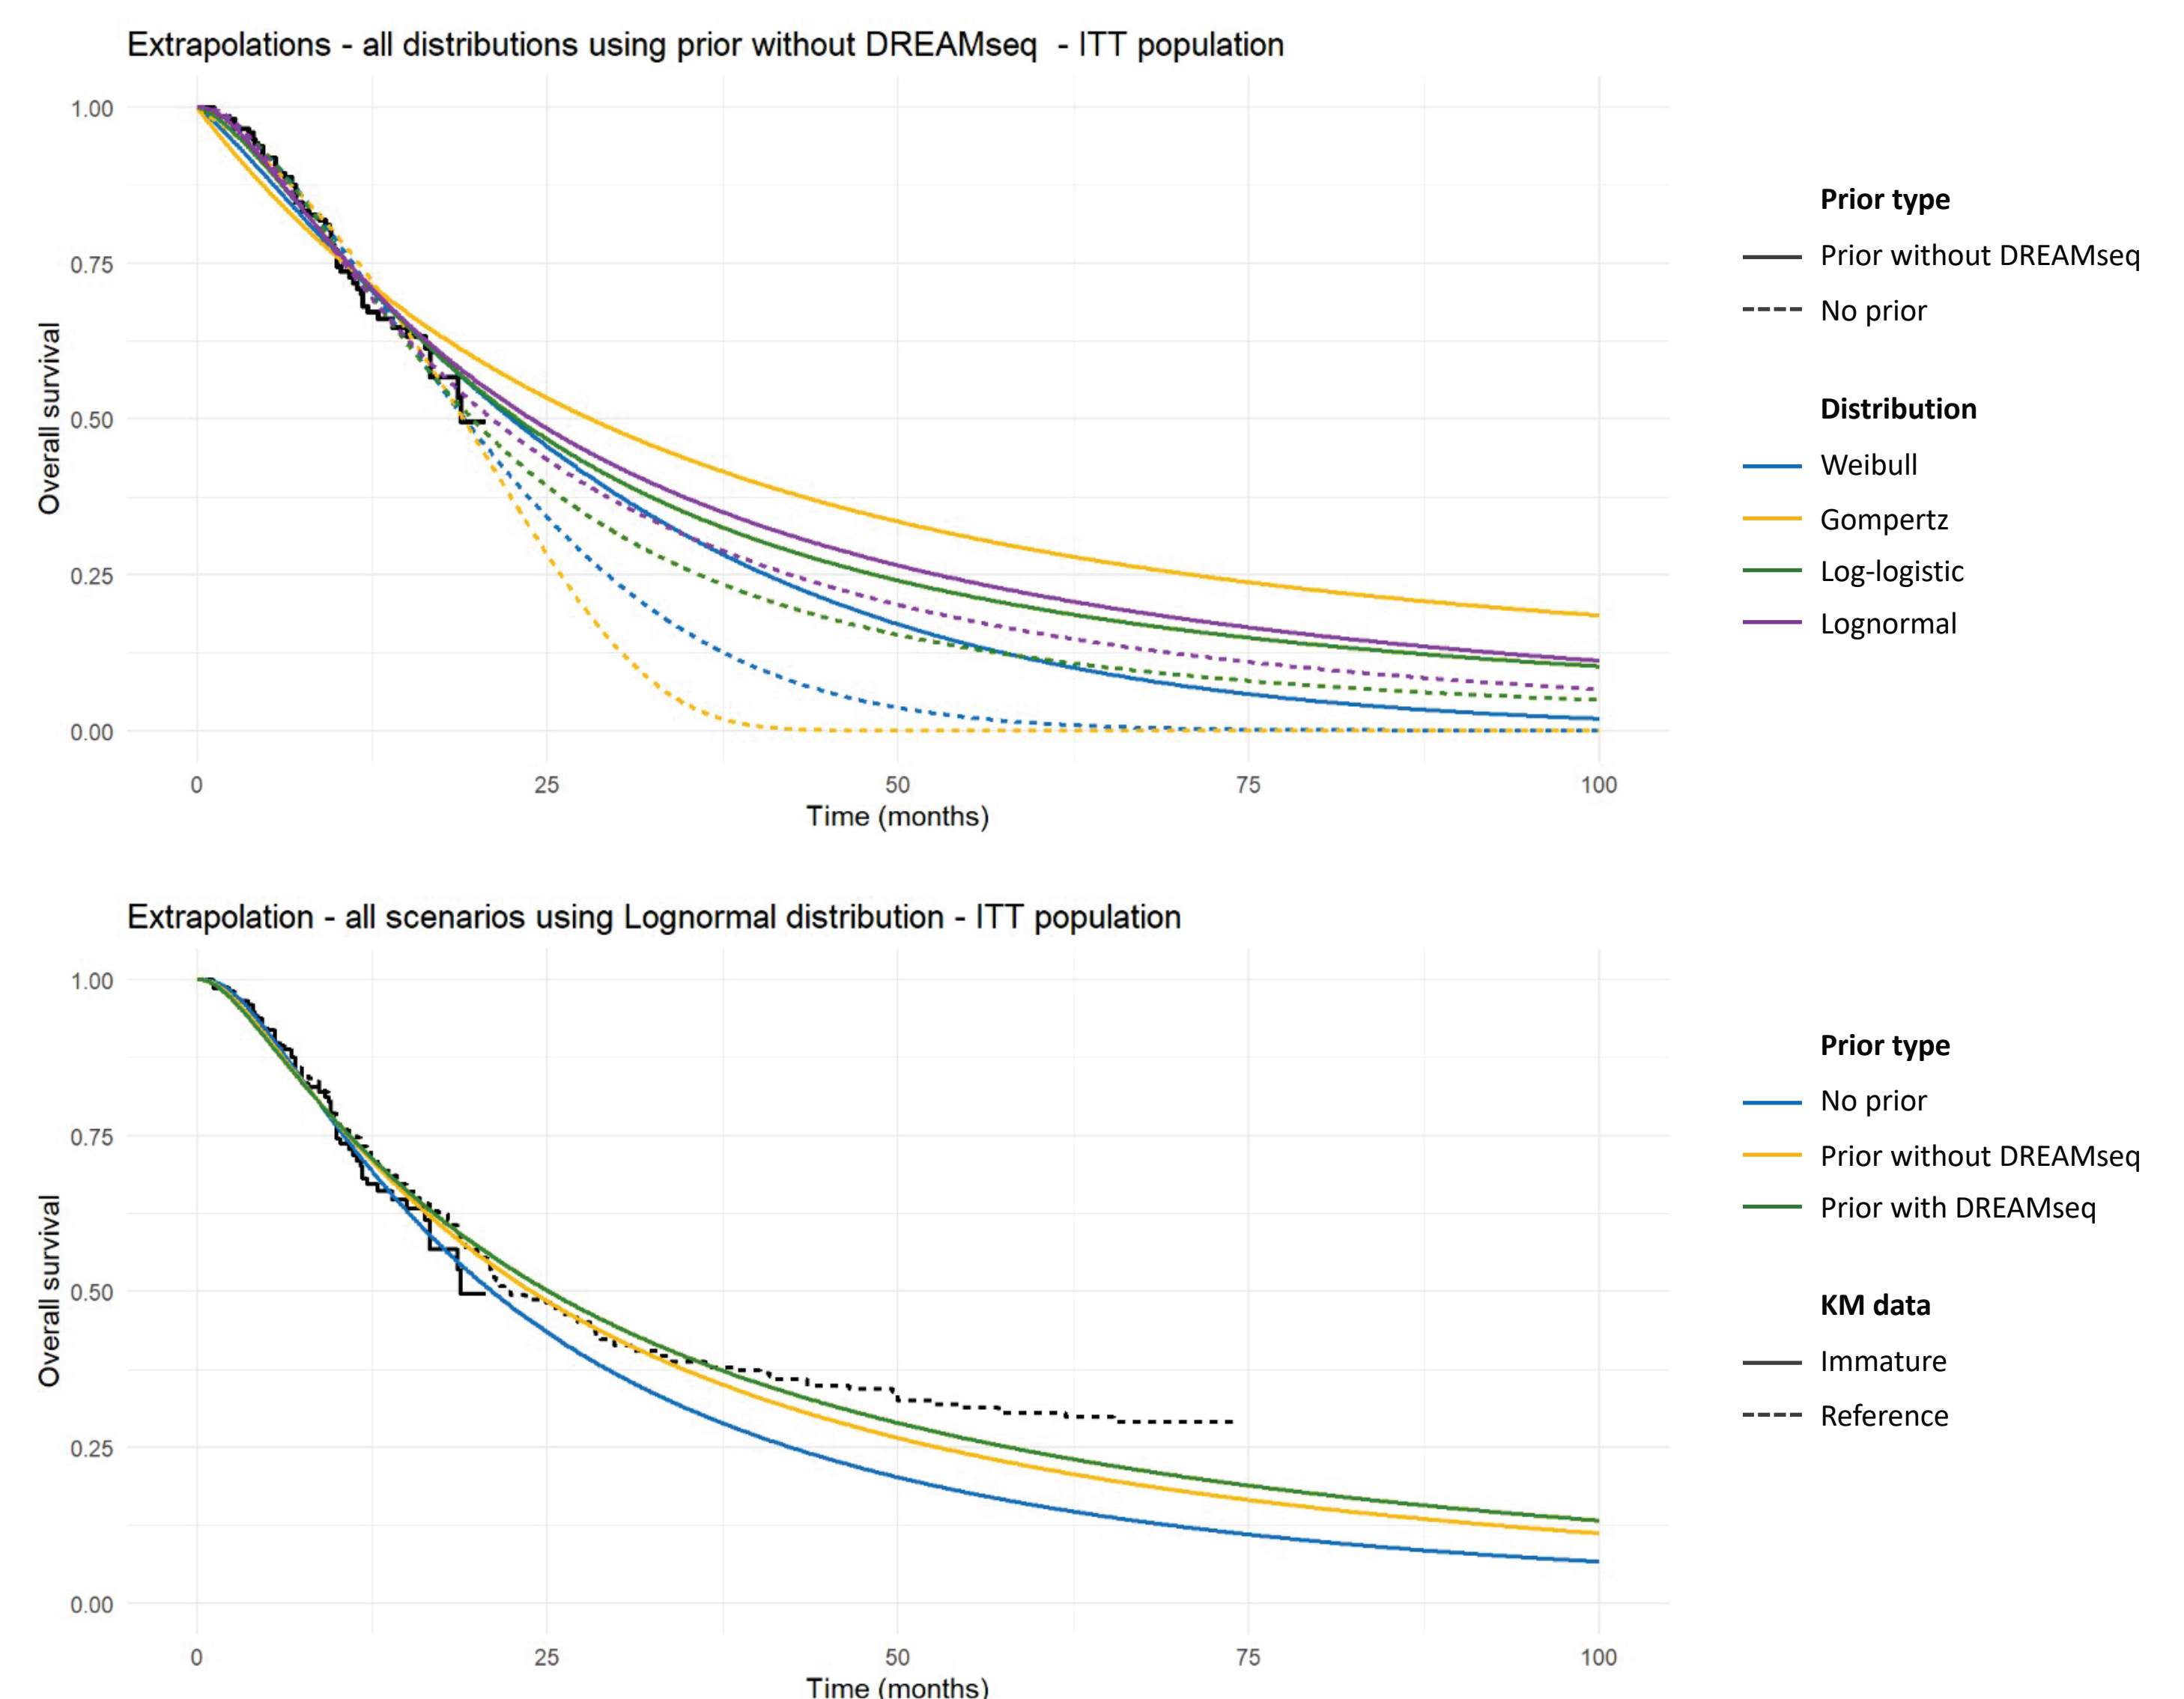 Extrapolations - all distributions using prior without DREAMseq - ITT population
1.00
0.75
0.50
0.25
0.00
Overall survival
0
25
50
75
100
Time (months)
Prior type
Prior without DREAMseq
No prior
Distribution
Weibull
Gompertz
Log-logistic
Lognormal
Extrapolation - all scenarios using Lognormal distribution - ITT population
1.00
0.75
0.50
0.25
0.00
Overall survival
0
25
50
75
100
Time (months)
Prior type
No prior
Prior without DREAMseq
Prior with DREAMseq
KM data
Immature
Reference